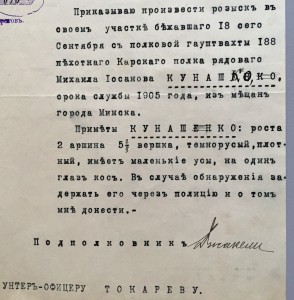 Приказываю произвести розыск въ
своемъ участкѣ бѣжавшаго 18 сего
Сентября съ полковой гауптвахты 188
пѣхотнаго Карскаго полка рядового
Михаила Іосанова КУНАШЕНКО,
срока службы 1905 года, изъ мѣщанъ
города Минска.
Примѣты КУНАШЕНКО: роста
2 аршина 5½ вершка, темнорусый, плот-
ный, имѣетъ маленькіе усы, на одинъ
глазъ косъ. Въ случаѣ обнаруженія за-
держать его черезъ полицію и о томъ
мнѣ донести.-
Подполковникъ
УНТЕРЪ-ОФИЦЕРУ ТОКАРЕВУ.